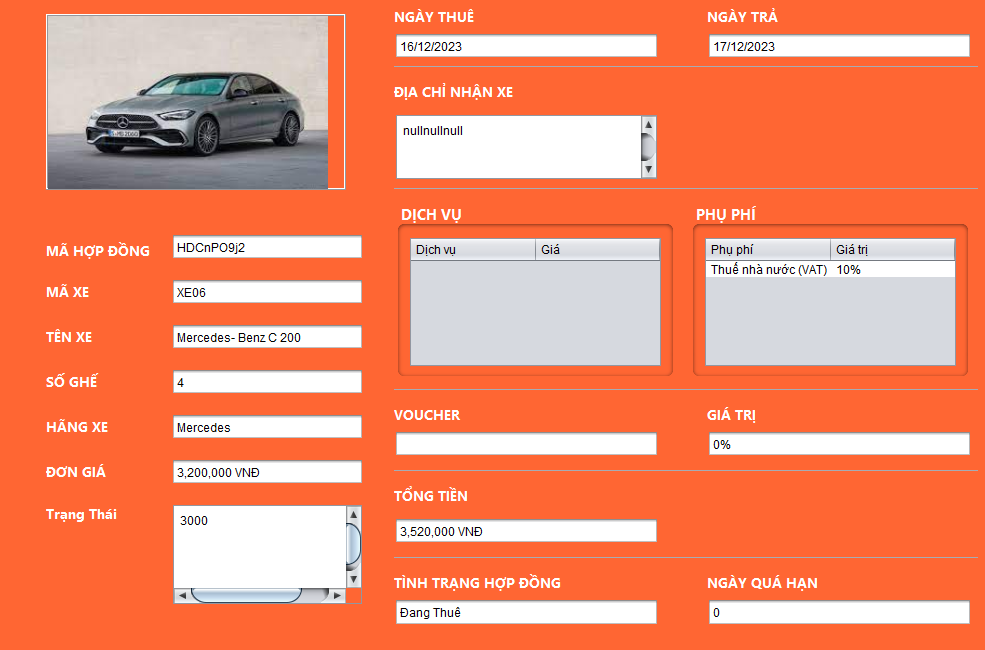 NGÀY THUÊ
NGÀY TRẢ
16/12/2023
17/12/2023
ĐỊA CHỈ NHẬN XE
nullnullnull
DỊCH VỤ
PHỤ PHÍ
Dịch vụ
Giá
Phụ phí
Giá trị
Thuế nhà nước (VAT)
10%
MÃ HỢP ĐỒNG
HDCnPO9j2
MÃ XE
XE06
TÊN XE
Mercedes- Benz C 200
SỐ GHẾ
4
HÃNG XE
Mercedes
ĐƠN GIÁ
3,200,000 VNĐ
Trạng Thái
3000
VOUCHER
GIÁ TRỊ
0%
TỔNG TIỀN
3,520,000 VNĐ
TÌNH TRẠNG HỢP ĐỒNG
NGÀY QUÁ HẠN
Đang Thuê
0